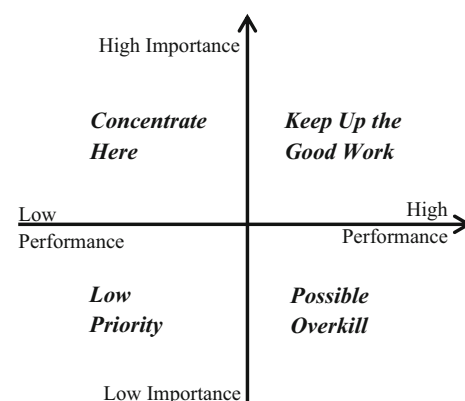 High Importance
Concentrate
Here
Keep Up the
Good Work
Low
Performance
High
Performance
Low
Priority
Possible
Overkill
Low Importance